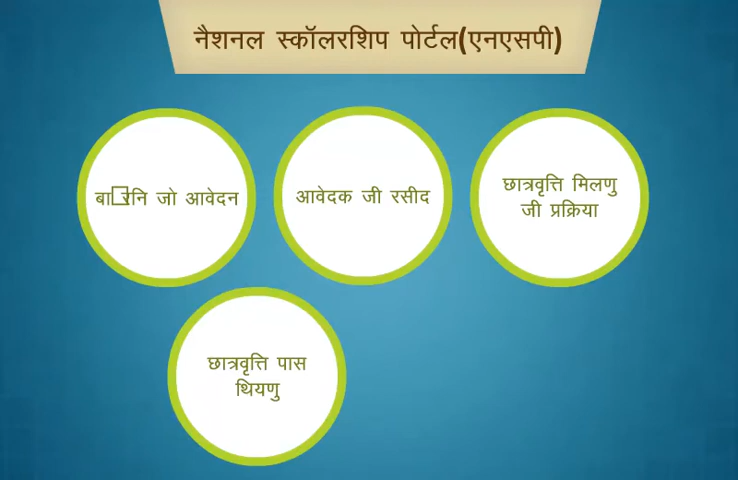 नैशनल स्कॉलरशिप पोर्टल(एनएसपी)
जो आवेदन
आवेदक जी रसीद
छात्रवृत्ति मिलणु
जी प्रक्रिया
छात्रवृत्ति पास
थियणु